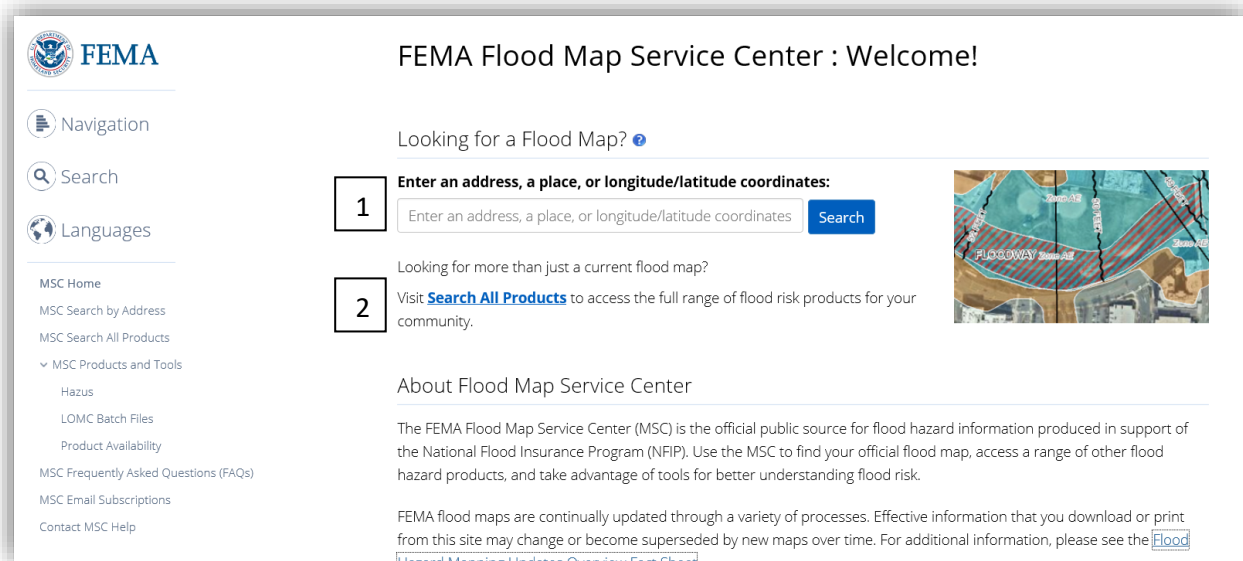 FEMA
Navigation
Search
Languages
MSC Home
MSC Search by Address
MSC Search All Products
MSC Products and Tools
Hazus
LOMC Batch Files
Product Availability
MSC Frequently Asked Questions (FAQs)
MSC Email Subscriptions
Contact MSC Help
FEMA Flood Map Service Center : Welcome!
Looking for a Flood Map?
1
Enter an address, a place, or longitude/latitude coordinates:
Enter an address, a place, or longitude/latitude coordinates
Search
Looking for more than just a current flood map?
2
Visit Search All Products to access the full range of flood risk products for your
community.
Zone AE
FLOODWAY Zone AE
Zone AE
About Flood Map Service Center
The FEMA Flood Map Service Center (MSC) is the official public source for flood hazard information produced in support of
the National Flood Insurance Program (NFIP). Use the MSC to find your official flood map, access a range of other flood
hazard products, and take advantage of tools for better understanding flood risk.
FEMA flood maps are continually updated through a variety of processes. Effective information that you download or print
from this site may change or become superseded by new maps over time. For additional information, please see the Flood
Hazard Mapping Updates Overview Fact Sheet